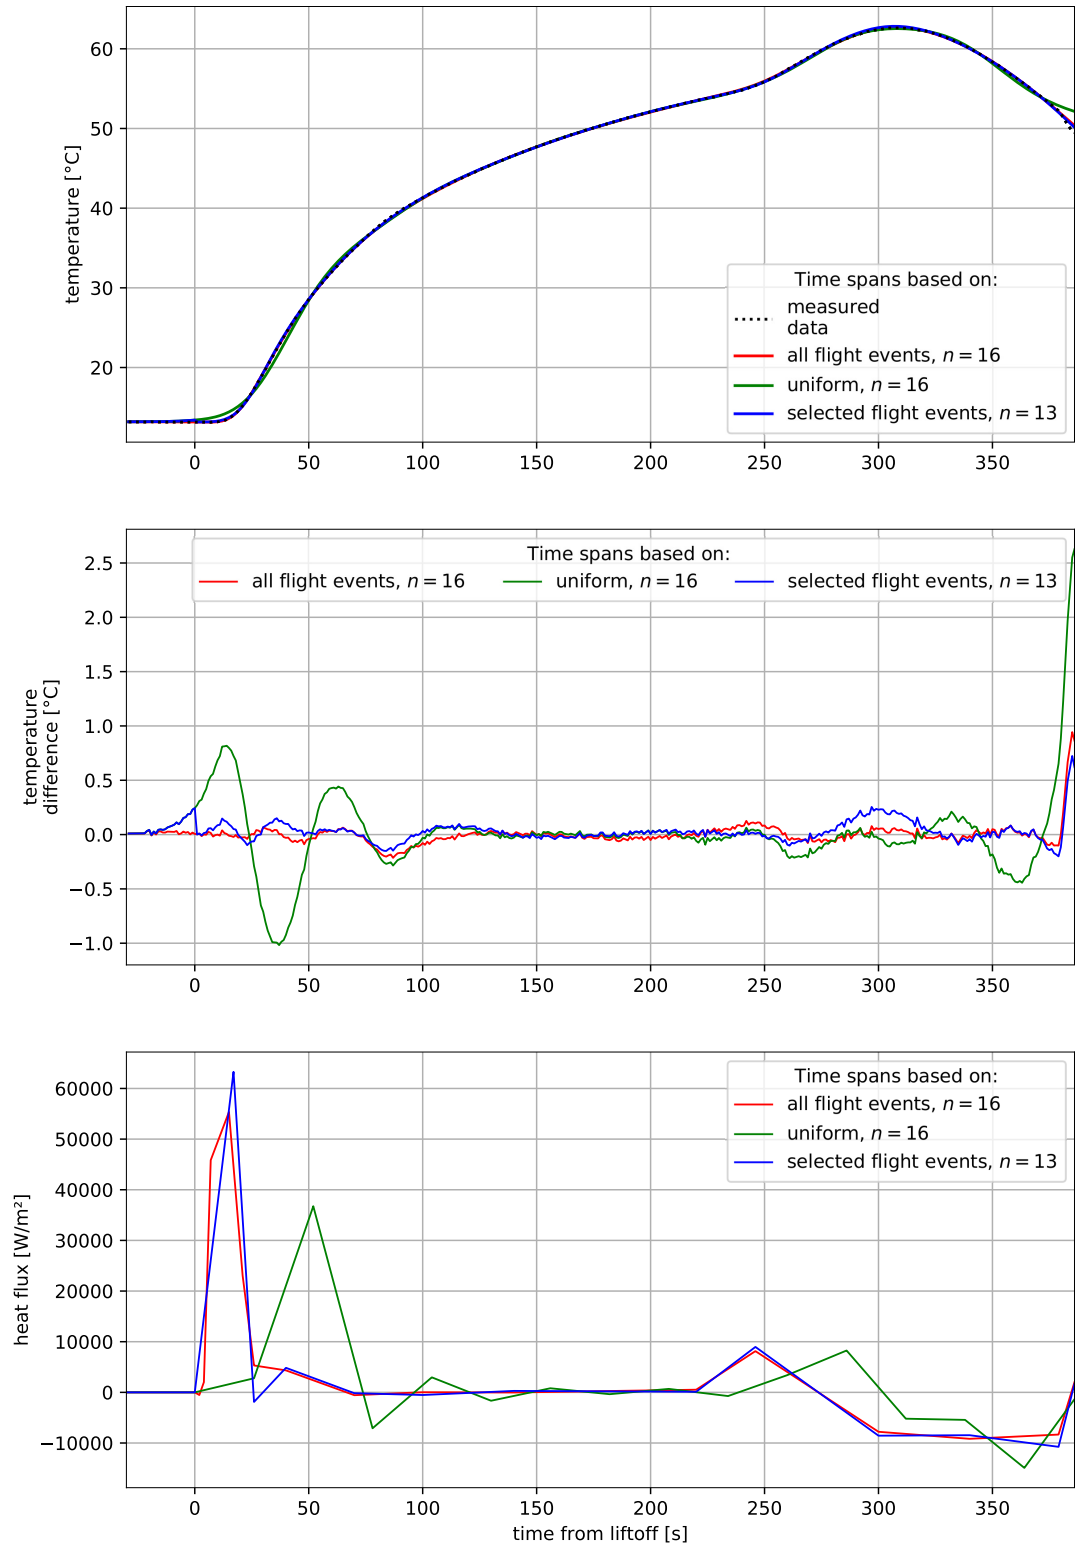 60
50
40
30
20
temperature [°C]
Time spans based on:
measured
data
all flight events, n = 16
uniform, n = 16
selected flight events, n = 13
0 50 100 150 200 250 300 350
Time spans based on:
all flight events, n = 16 uniform, n = 16 selected flight events, n = 13
2.5
2.0
1.5
1.0
0.5
0.0
−0.5
−1.0
temperature
difference [°C]
0 50 100 150 200 250 300 350
Time spans based on:
all flight events, n = 16
uniform, n = 16
selected flight events, n = 13
60000
50000
40000
30000
20000
10000
0
−10000
heat flux [W/m²]
0 50 100 150 200 250 300 350
time from liftoff [s]